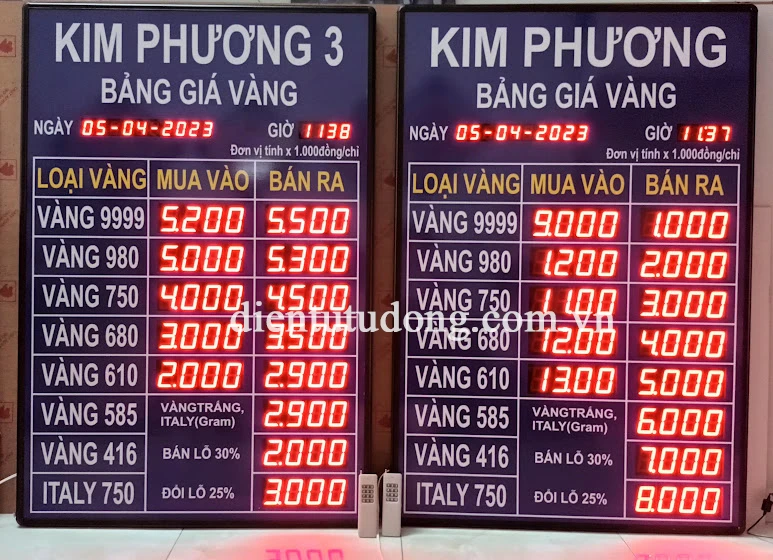 KIM PHƯƠNG 3
BẢNG GIÁ VÀNG
NGÀY 05-04-2023 GIỜ 1138
Đơn vị tính x 1.000đồng/chỉ
LOẠI VÀNG MUA VÀO BÁN RA
VÀNG 9999 5.200 5.500
VÀNG 980 5.000 5.300
VÀNG 750 4.000 4.500
VÀNG 680 3.000 3.500
VÀNG 610 2.000 2.900
VÀNG 585 VÀNGTRẮNG, ITALY(Gram) 2.900
VÀNG 416 BÁN LỖ 30% 2.000
ITALY 750 ĐỔI LỖ 25% 3.000
KIM PHƯƠNG
BẢNG GIÁ VÀNG
NGÀY 05-04-2023 GIỜ 11.37
Đơn vị tính x 1.000đồng/chỉ
LOẠI VÀNG MUA VÀO BÁN RA
VÀNG 9999 9.000 1.000
VÀNG 980 1.200 2.000
VÀNG 750 11.00 3.000
VÀNG 680 12.00 4.000
VÀNG 610 13.00 5.000
VÀNG 585 VÀNGTRẮNG, ITALY(Gram) 6.000
VÀNG 416 BÁN LỖ 30% 7.000
ITALY 750 ĐỔI LỖ 25% 8.000
dientutudong.com.vn